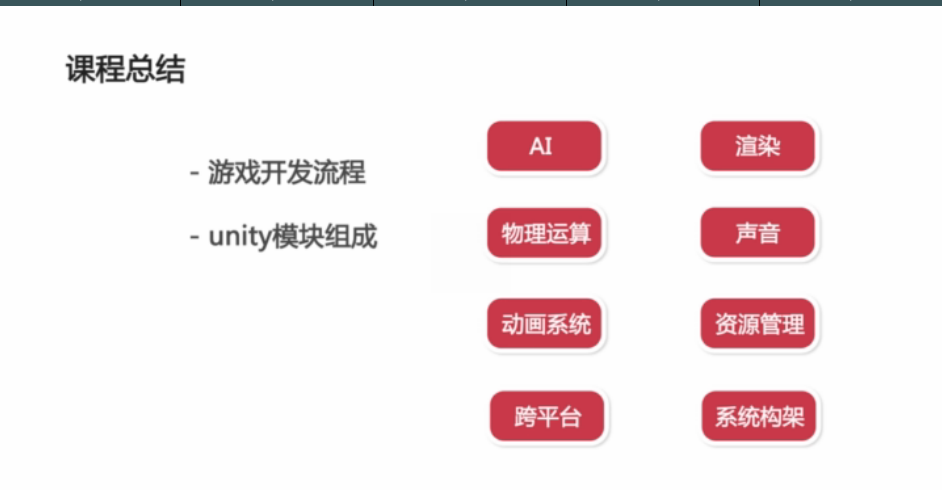 课程总结
- 游戏开发流程
- unity模块组成
AI
渲染
物理运算
声音
动画系统
资源管理
跨平台
系统构架